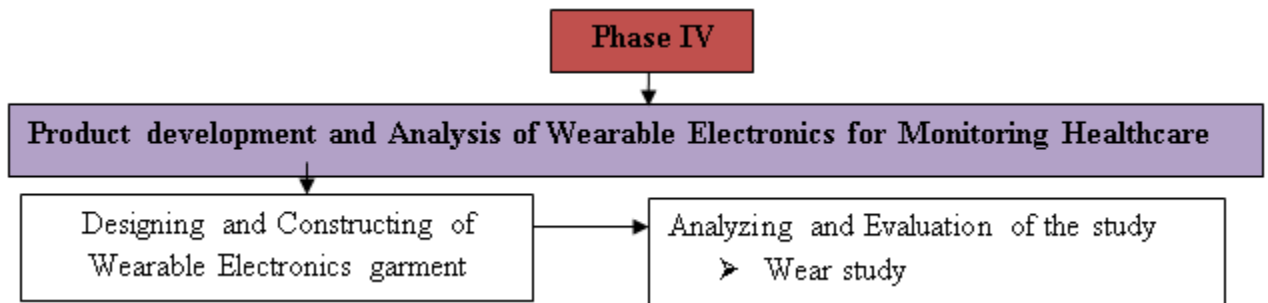 Phase IV
Product development and Analysis of Wearable Electronics for Monitoring Healthcare
Designing and Constructing of
Wearable Electronics garment
Analyzing and Evaluation of the study
➤ Wear study